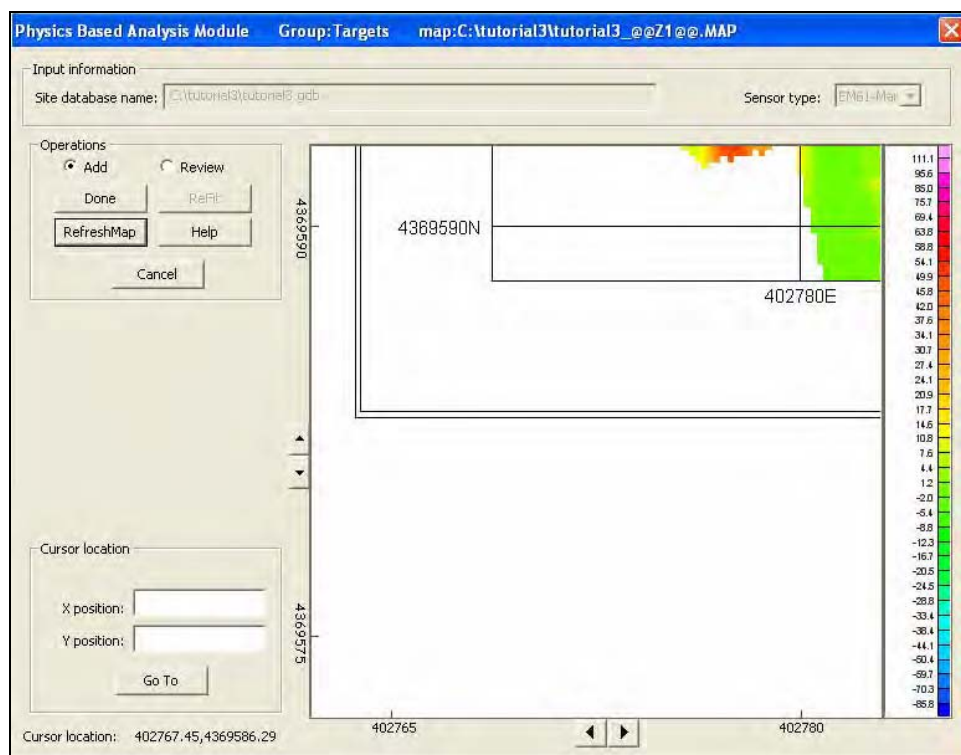 Physics Based Analysis Module Group:Targets map:C:\tutorial3\tutorial3_@@Z1@@.MAP
Input information
Site database name: C:\tutorial3\tutorial3.gdb Sensor type: EM61-Mar
Operations
Add Review
Done ReFit
RefreshMap Help
Cancel
4369590
4369590N
402780E
4369575
402765 402780
111.1
95.6
85.0
75.7
69.4
63.8
58.8
54.1
49.9
45.8
42.0
37.6
34.1
30.7
27.4
24.1
20.9
17.7
14.6
10.8
7.6
4.4
1.2
-2.0
-5.4
-8.8
-12.3
-16.7
-20.5
-24.5
-28.8
-33.4
-38.4
-44.1
-50.4
-59.7
-70.3
-85.8
Cursor location
X position:
Y position:
Go To
Cursor location: 402767.45,4369586.29